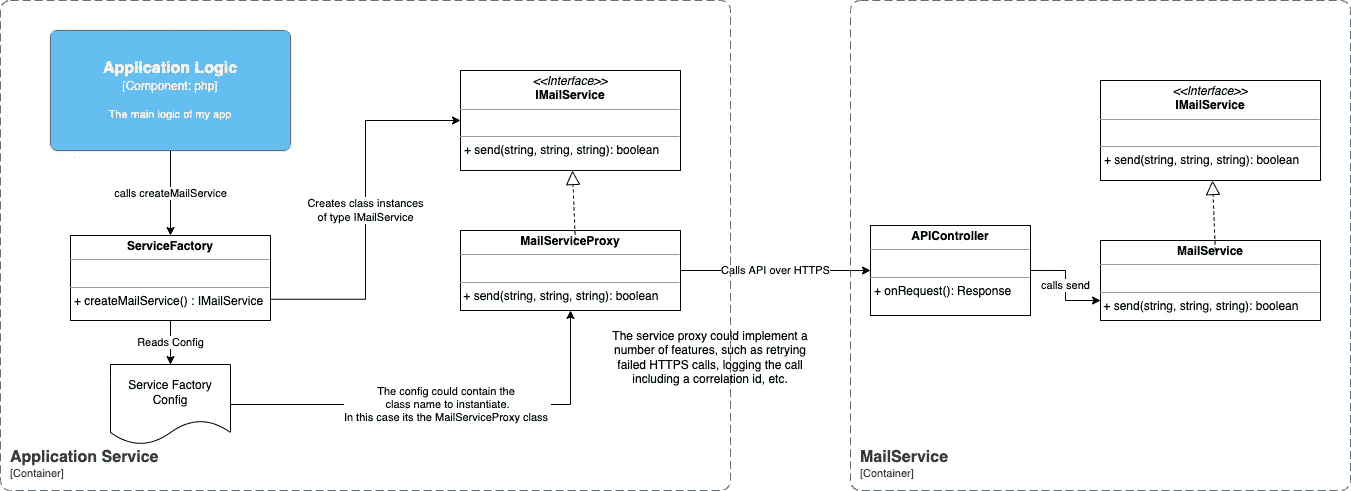 Application Logic
[Component: php]
The main logic of my app
calls createMailService
ServiceFactory
+ createMailService() : IMailService
Reads Config
Service Factory
Config
Creates class instances
of type IMailService
<<Interface>>
IMailService
+ send(string, string, string): boolean
MailServiceProxy
+ send(string, string, string): boolean
The config could contain the
class name to instantiate.
In this case its the MailServiceProxy class
Calls API over HTTPS
The service proxy could implement a
number of features, such as retrying
failed HTTPS calls, logging the call
including a correlation id, etc.
Application Service
[Container]
APIController
+ onRequest(): Response
calls send
<<Interface>>
IMailService
+ send(string, string, string): boolean
MailService
+ send(string, string, string): boolean
MailService
[Container]